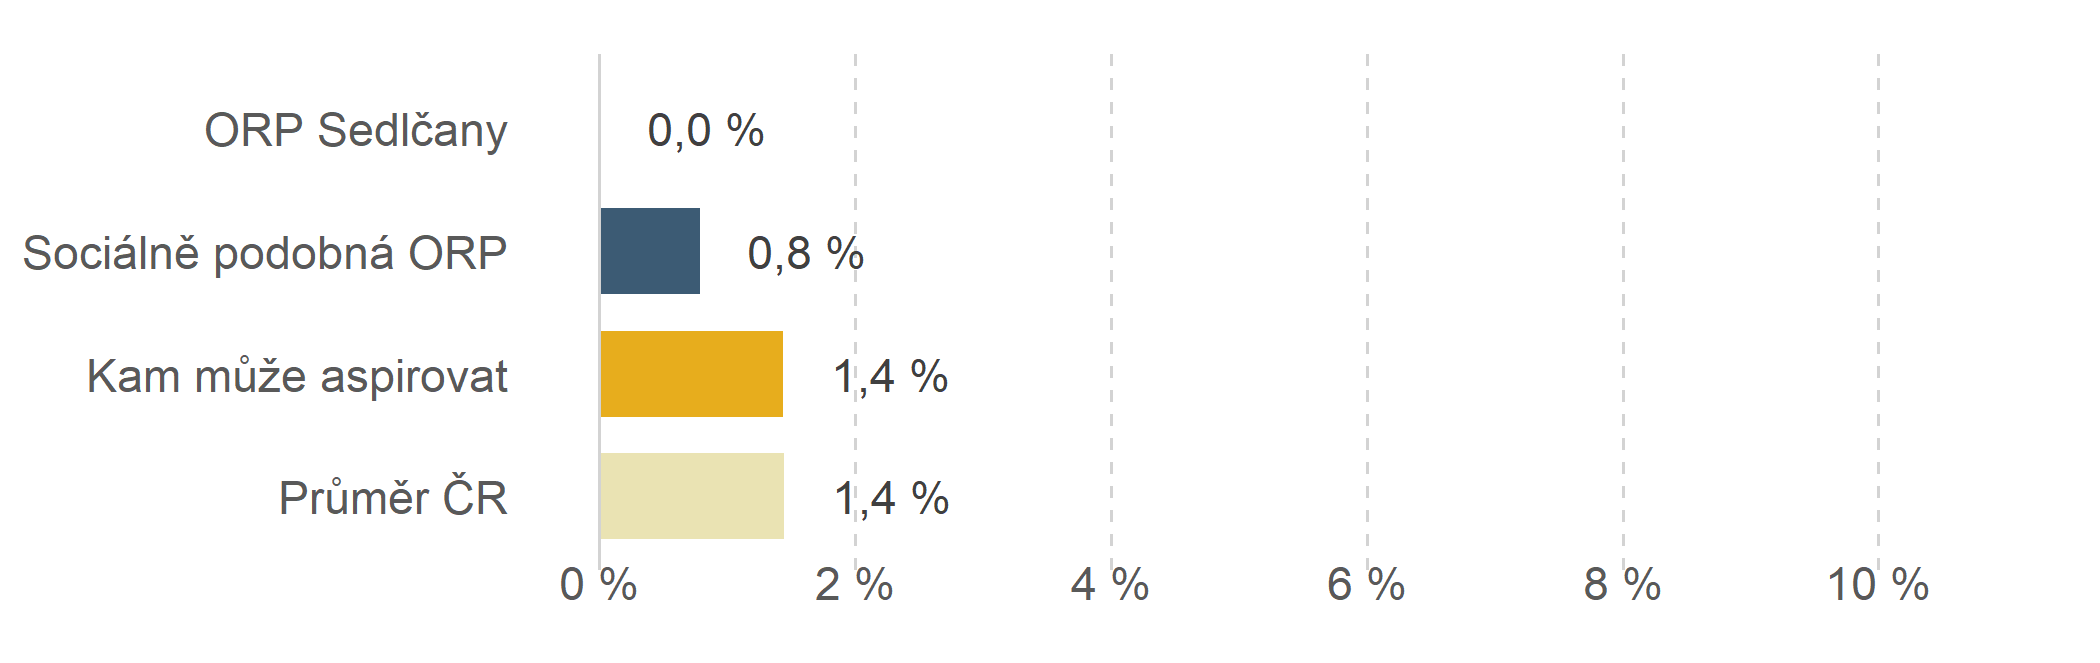 ORP Sedlčany 0,0 %
Sociálně podobná ORP 0,8 %
Kam může aspirovat 1,4 %
Průměr ČR 1,4 %
0 % 2 % 4 % 6 % 8 % 10 %